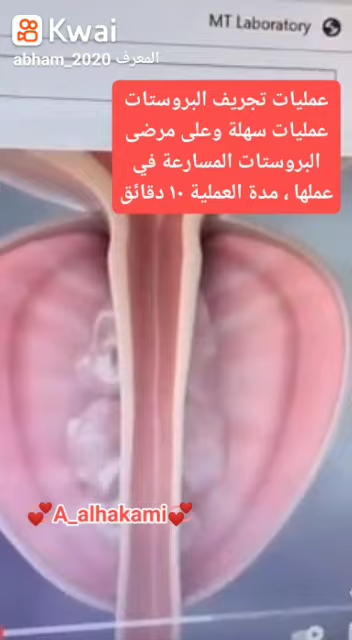 Kwai
MT Laboratory
المعرف abham_2020
عمليات تجريف البروستات
عمليات سهلة وعلى مرضى
البروستات المسارعة في
عملها ، مدة العملية ١٠ دقائق
💕A_alhakami💕